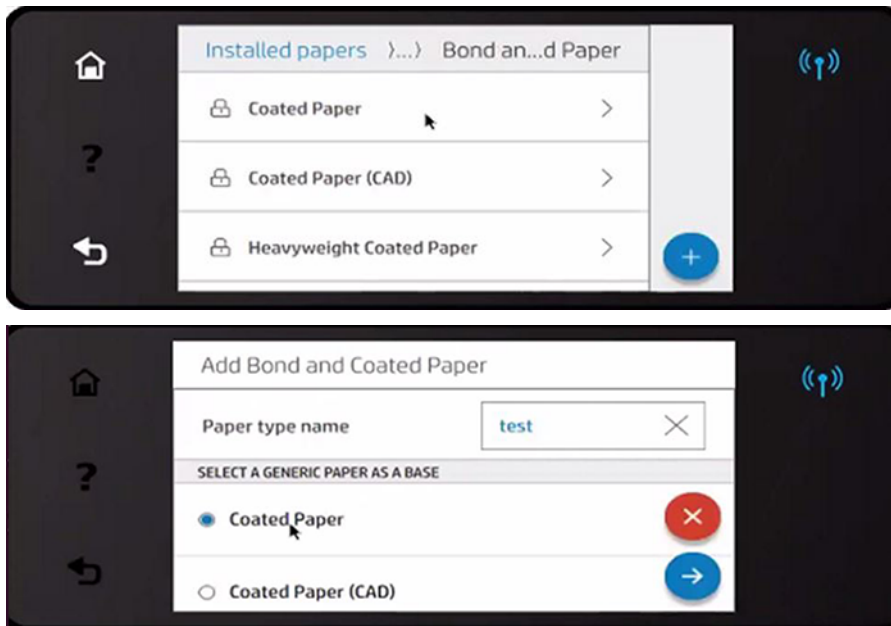 Installed papers 〉...〉 Bond an...d Paper
Coated Paper
Coated Paper (CAD)
Heavyweight Coated Paper
?
Add Bond and Coated Paper
Paper type name test
SELECT A GENERIC PAPER AS A BASE
?
Coated Paper
Coated Paper (CAD)